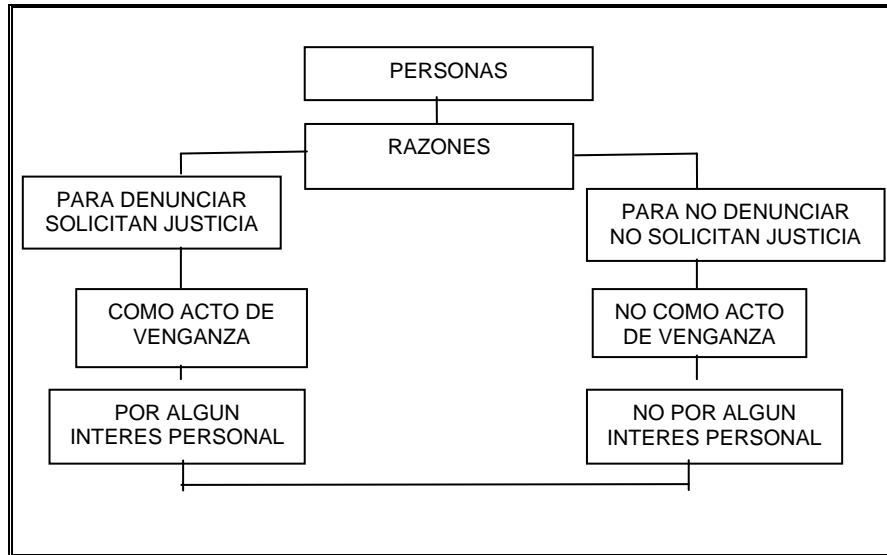 PERSONAS
RAZONES
PARA DENUNCIAR
SOLICITAN JUSTICIA
PARA NO DENUNCIAR
NO SOLICITAN JUSTICIA
COMO ACTO DE
VENGANZA
NO COMO ACTO
DE VENGANZA
POR ALGUN
INTERES PERSONAL
NO POR ALGUN
INTERES PERSONAL